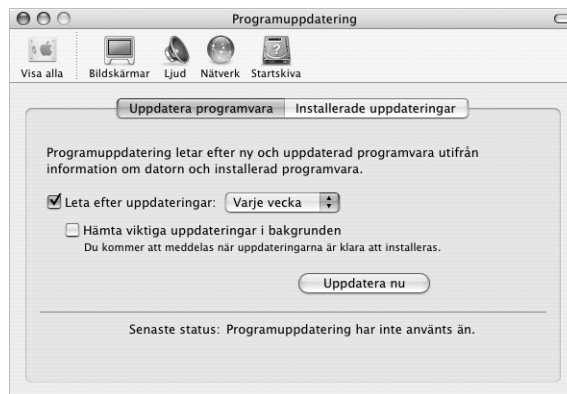 Programuppdatering
Visa alla
Bildskärmar
Ljud
Nätverk
Startskiva
Uppdatera programvara
Installerade uppdateringar
Programuppdatering letar efter ny och uppdaterad programvara utifrån
information om datorn och installerad programvara.
Leta efter uppdateringar: Varje vecka
Hämta viktiga uppdateringar i bakgrunden
Du kommer att meddelas när uppdateringarna är klara att installeras.
Uppdatera nu
Senaste status: Programuppdatering har inte använts än.